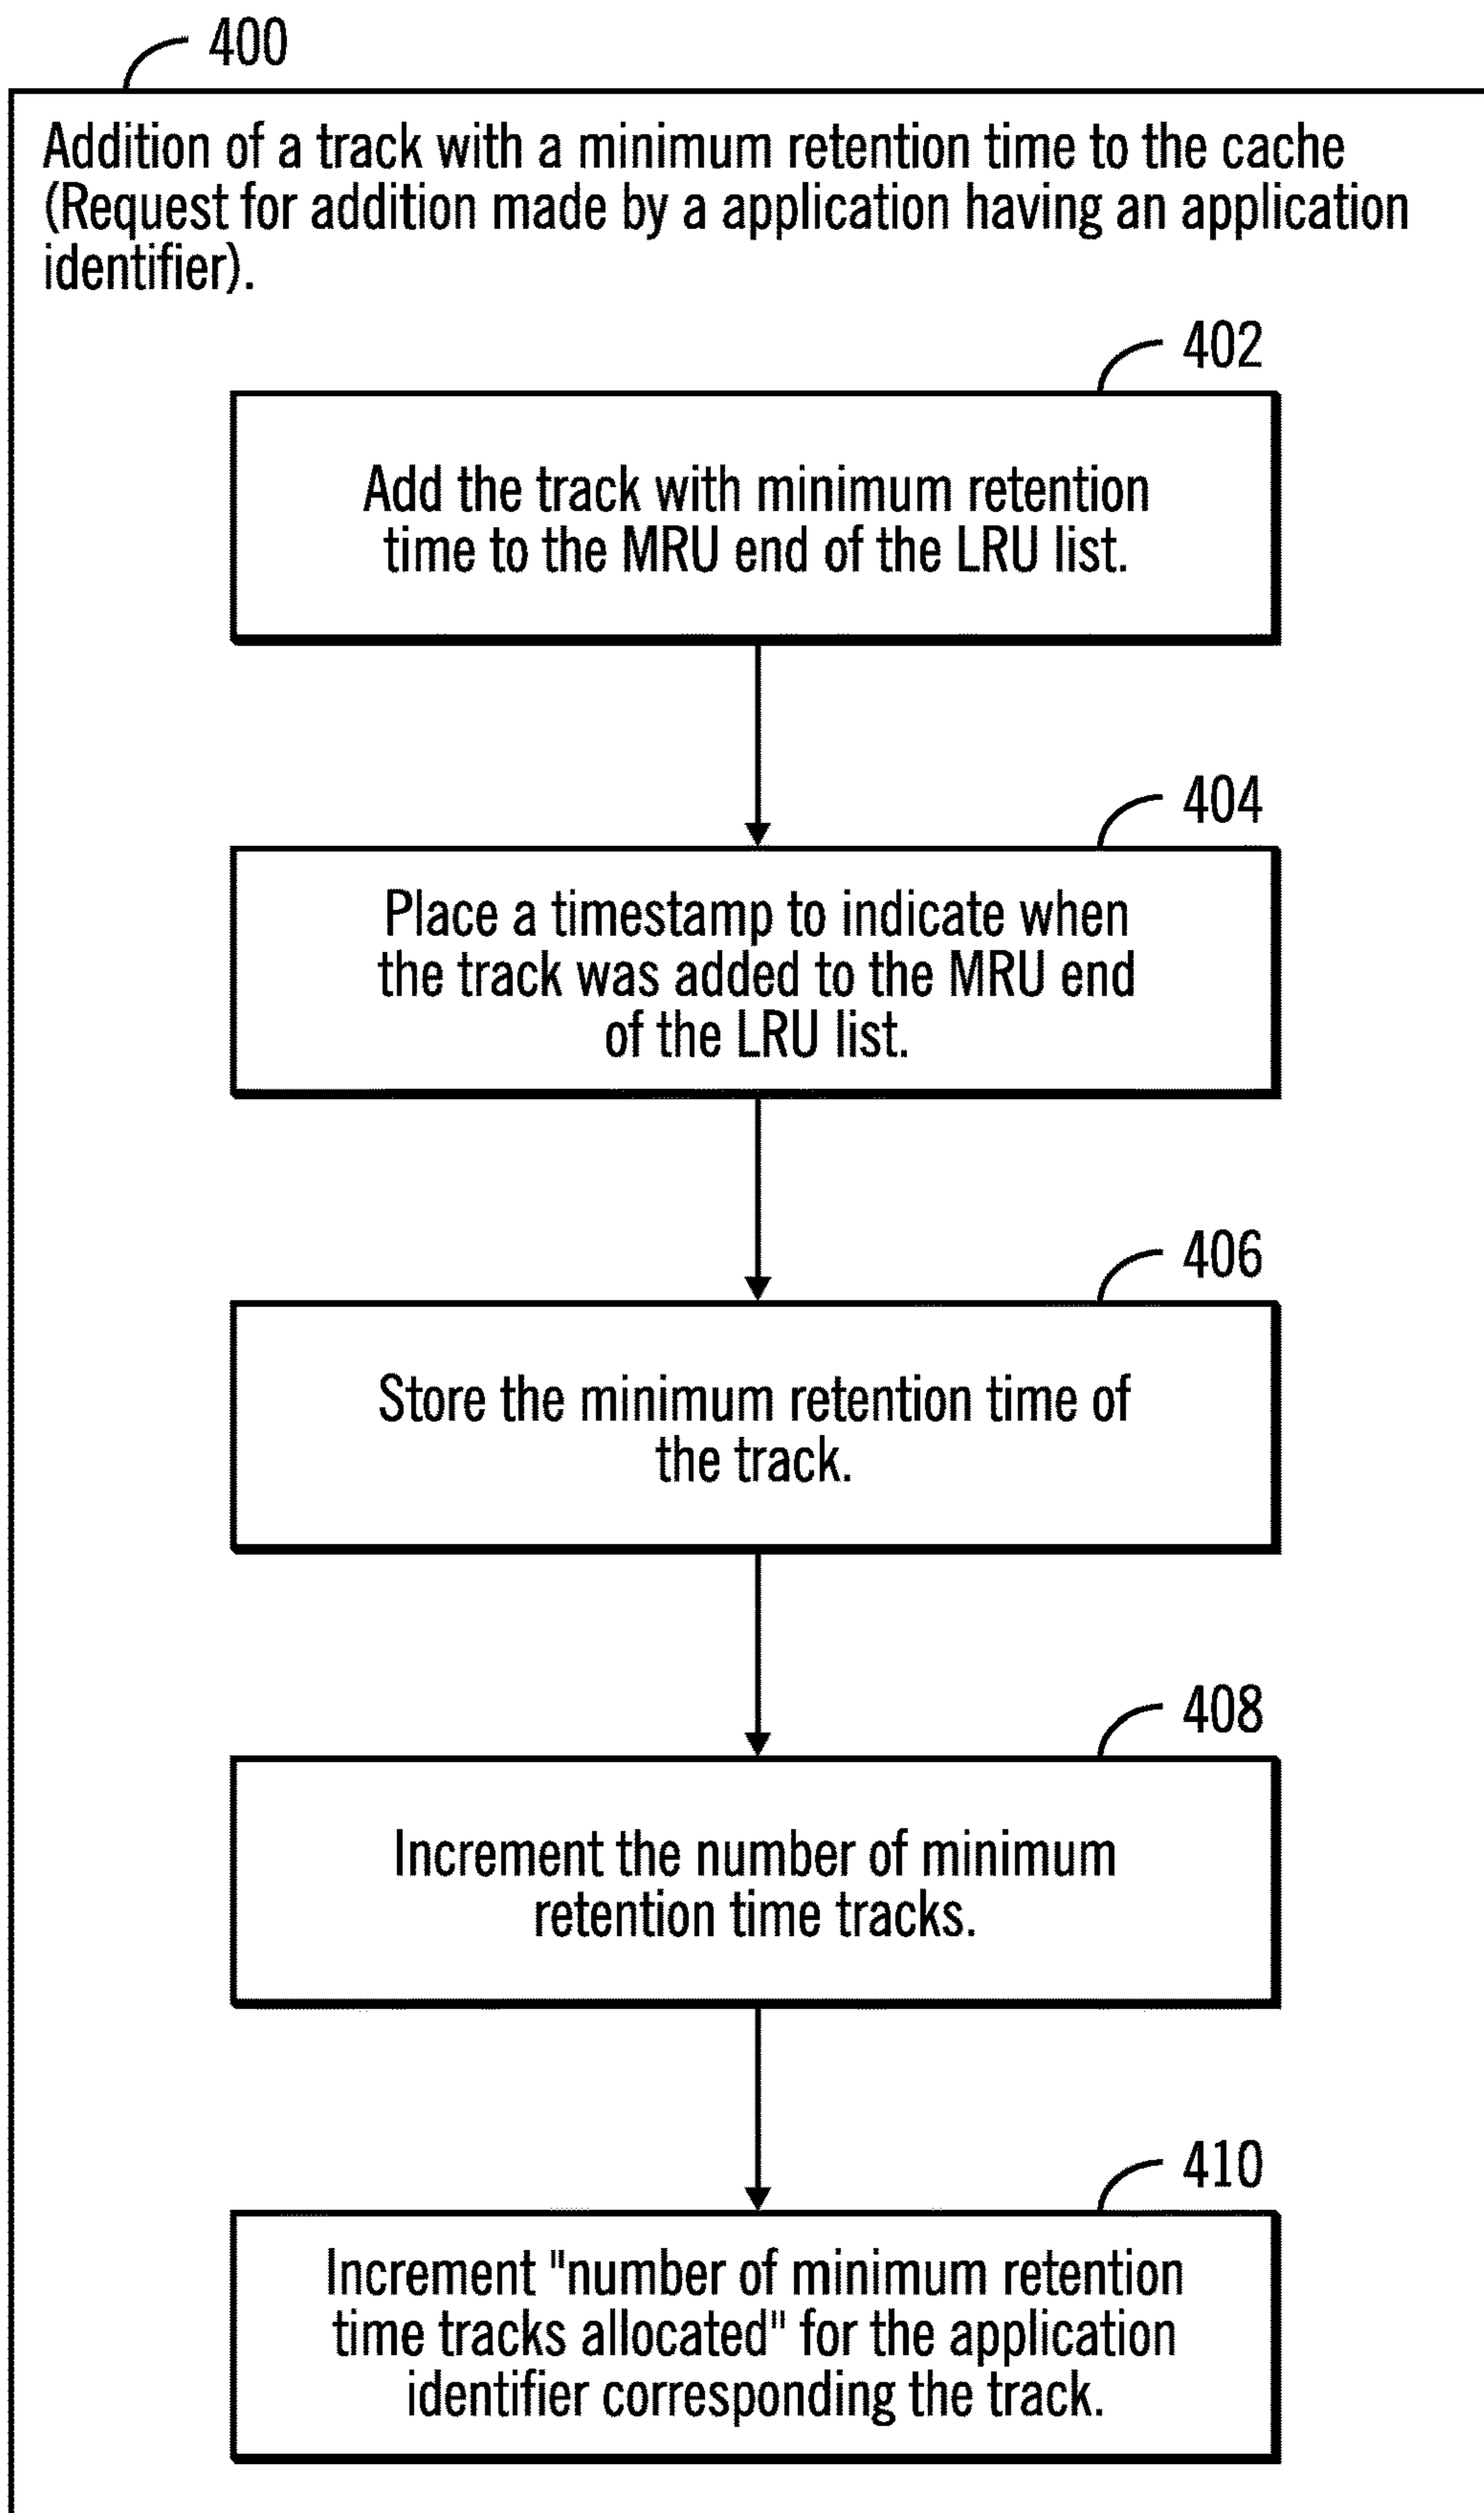 400
Addition of a track with a minimum retention time to the cache
(Request for addition made by a application having an application
identifier).
402
Add the track with minimum retention
time to the MRU end of the LRU list.
404
Place a timestamp to indicate when
the track was added to the MRU end
of the LRU list.
406
Store the minimum retention time of
the track.
408
Increment the number of minimum
retention time tracks.
410
Increment "number of minimum retention
time tracks allocated" for the application
identifier corresponding the track.